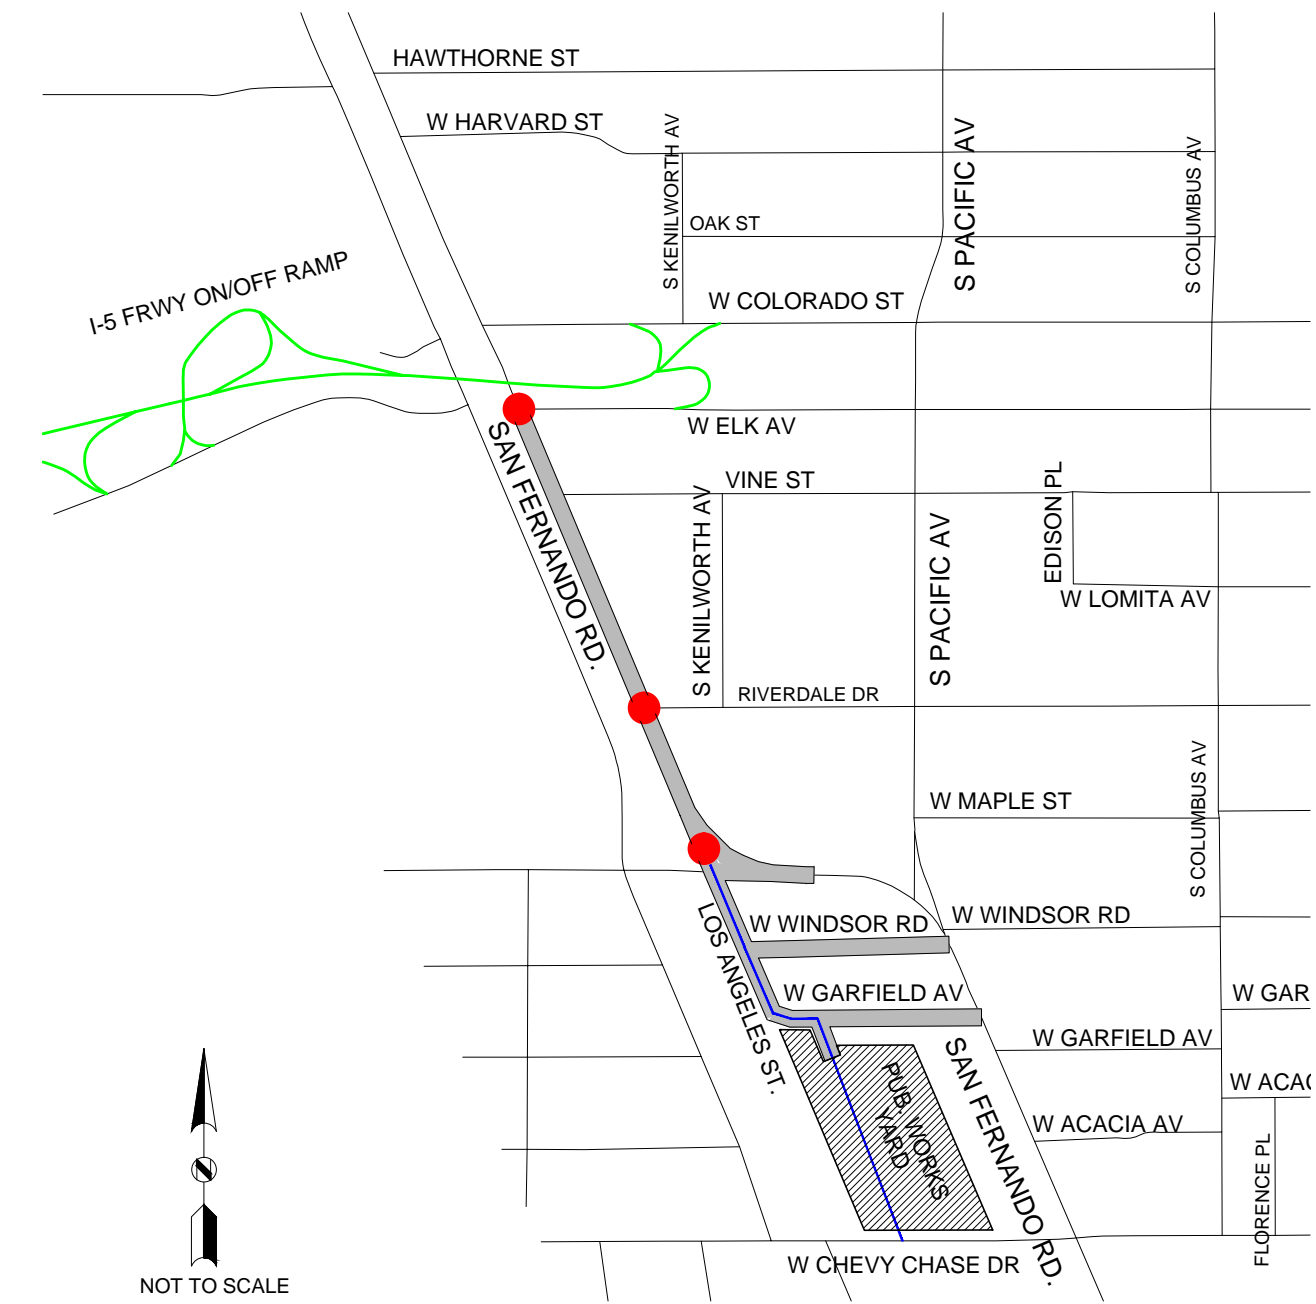 HAWTHORNE ST
W HARVARD ST
S KENILWORTH AV
S PACIFIC AV
S COLUMBUS AV
OAK ST
I-5 FRWY ON/OFF RAMP
W COLORADO ST
W ELK AV
SAN FERNANDO RD.
VINE ST
S KENILWORTH AV
S PACIFIC AV
EDISON PL
W LOMITA AV
RIVERDALE DR
S COLUMBUS AV
W MAPLE ST
LOS ANGELES ST.
W WINDSOR RD
W WINDSOR RD
W GARFIELD AV
W GAR
W GARFIELD AV
SAN FERNANDO RD.
PUB. WORKS
YARD
W ACAC
W ACACIA AV
FLORENCE PL
W CHEVY CHASE DR
N
NOT TO SCALE